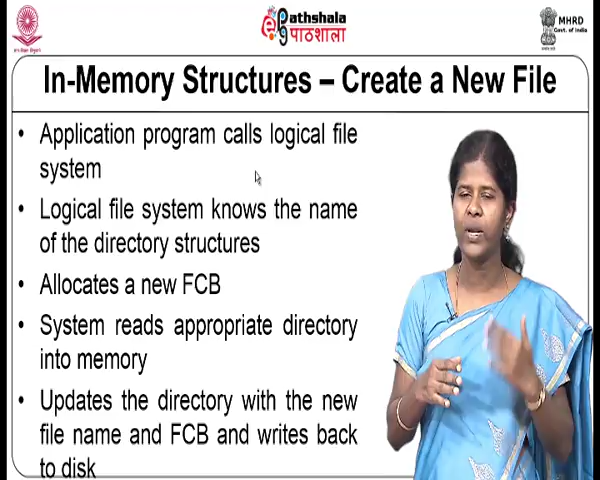 Pathshala
पाठशाला
MHRD
Govt. of India
In-Memory Structures – Create a New File
• Application program calls logical file
system
• Logical file system knows the name
of the directory structures
• Allocates a new FCB
• System reads appropriate directory
into memory
• Updates the directory with the new
file name and FCB and writes back
to disk